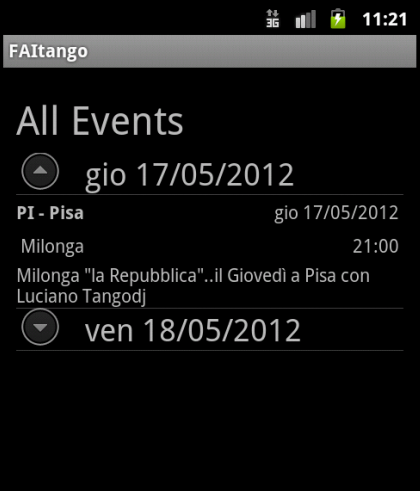 3G 11:21
FAItango
All Events
gio 17/05/2012
PI - Pisa gio 17/05/2012
Milonga 21:00
Milonga "la Repubblica"..il Giovedì a Pisa con
Luciano Tangodj
ven 18/05/2012